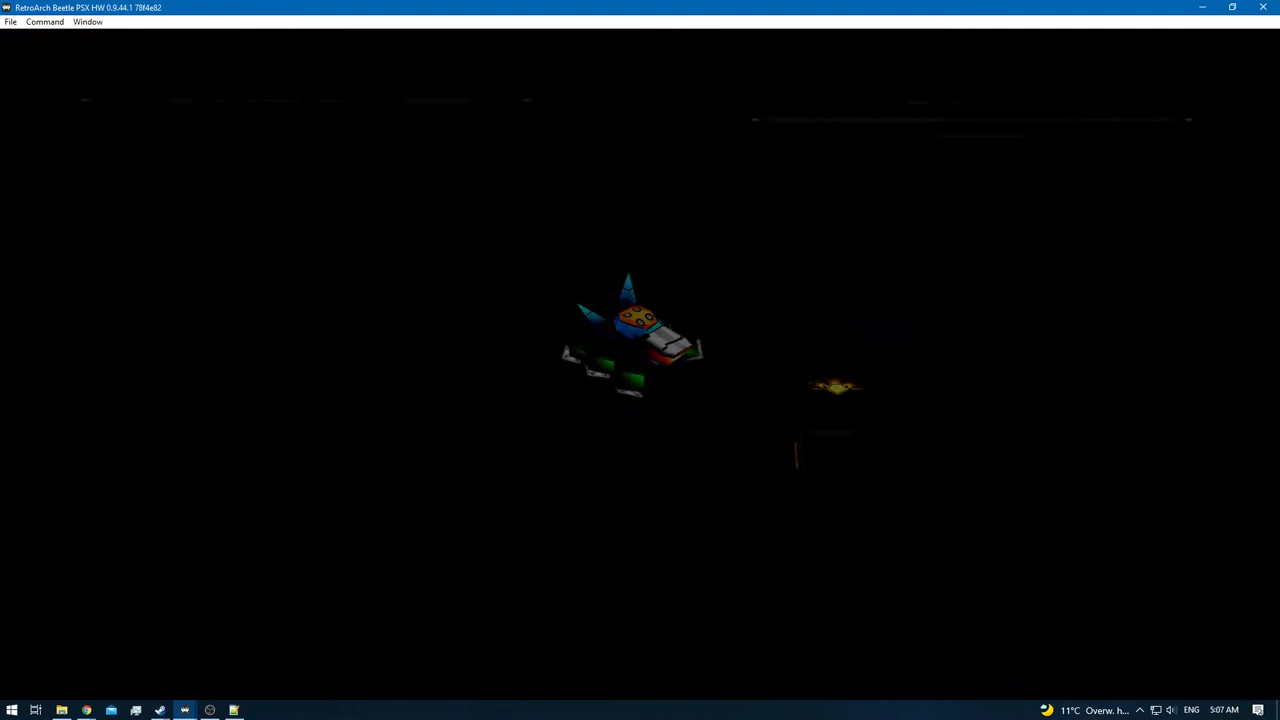 RetroArch Beetle PSX HW 0.9.44.1 78f4e82
File Command Window
11°C Overw. h... ENG 5:07 AM